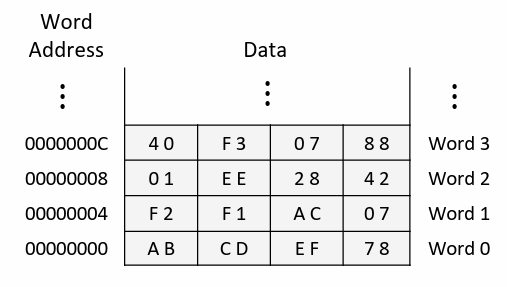 Word
Address Data
⋮ ⋮ ⋮
0000000C 4 0 F 3 0 7 8 8 Word 3
00000008 0 1 E E 2 8 4 2 Word 2
00000004 F 2 F 1 A C 0 7 Word 1
00000000 A B C D E F 7 8 Word 0